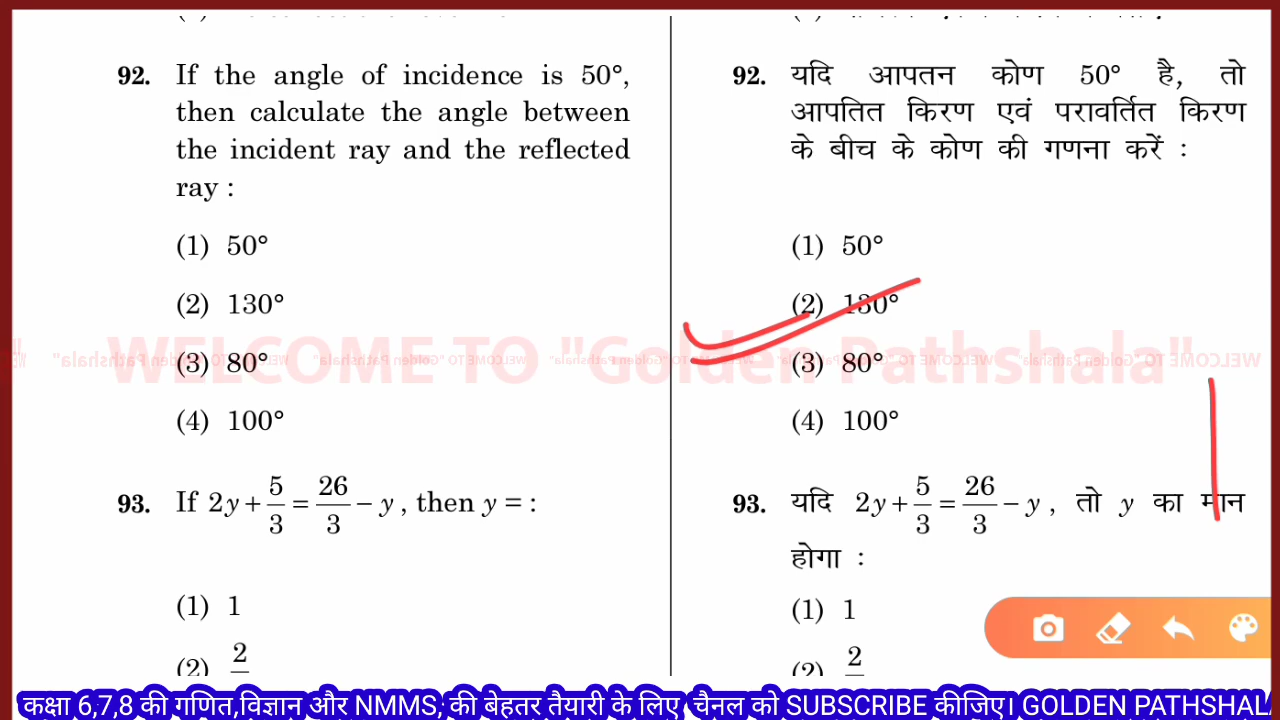 92. If the angle of incidence is 50°,
then calculate the angle between
the incident ray and the reflected
ray :
(1) 50°
(2) 130°
(3) 80°
(4) 100°
93. If 2y + 5/3 = 26/3 − y, then y = :
(1) 1
(2) 2
92. यदि आपतन कोण 50° है, तो
आपतित किरण एवं परावर्तित किरण
के बीच के कोण की गणना करें :
(1) 50°
(2) 130°
(3) 80°
(4) 100°
93. यदि 2y + 5/3 = 26/3 − y, तो y का मान
होगा :
(1) 1
(2) 2
WELCOME TO "Golden Pathshala"
कक्षा 6,7,8 की गणित,विज्ञान और NMMS, की बेहतर तैयारी के लिए चैनल को SUBSCRIBE कीजिए। GOLDEN PATHSHALA